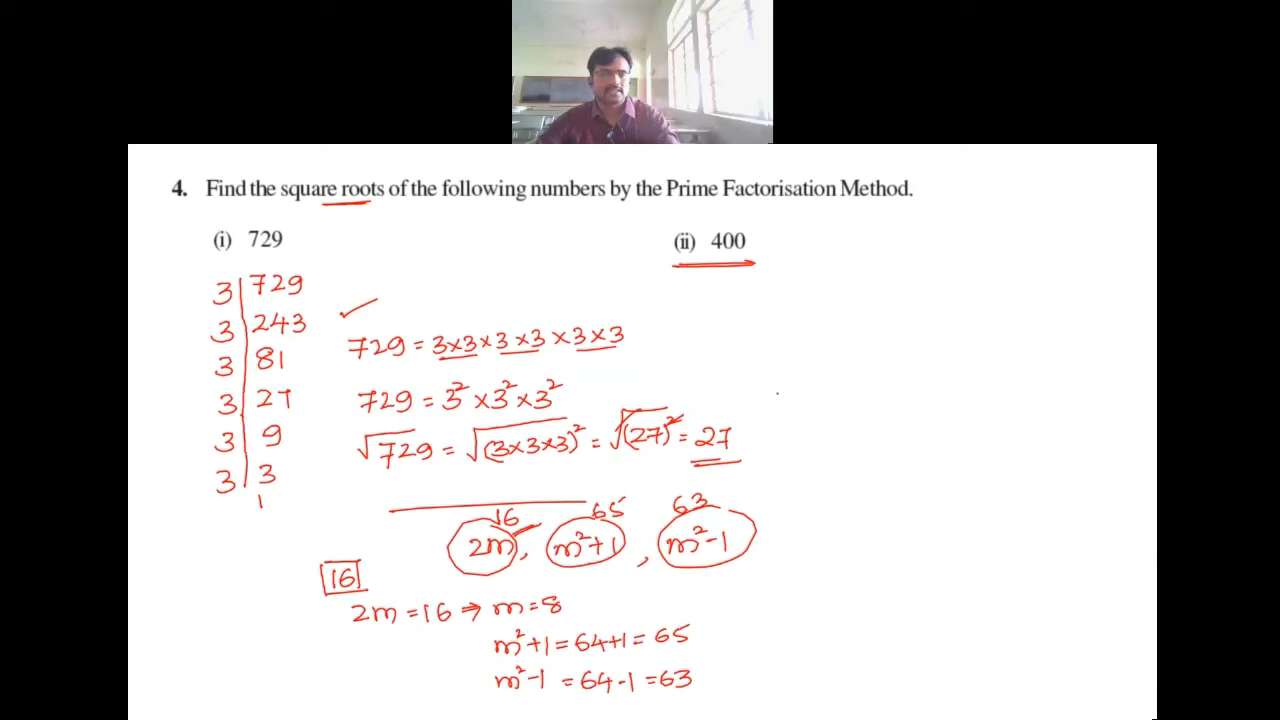 4. Find the square roots of the following numbers by the Prime Factorisation Method.
(i) 729
(ii) 400
3 | 729
3 | 243
3 | 81
3 | 27
3 | 9
3 | 3
1
✓
729 = 3×3×3×3×3×3
729 = 3²×3²×3²
√729 = √(3×3×3)² = √(27)² = 27
16 65 63
2m, m²+1, m²-1
16
2m = 16 ⇒ m = 8
m²+1 = 64+1 = 65
m²-1 = 64-1 = 63